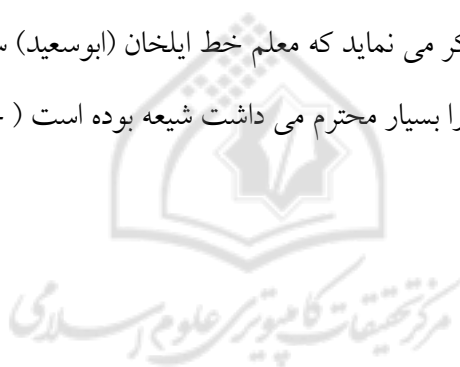 کر می نماید که معلم خط ایلخان (ابوسعید)
را بسیار محترم می داشت شیعه بوده است (
مرکز تحقیقات کامپیوتری علوم اسلامی